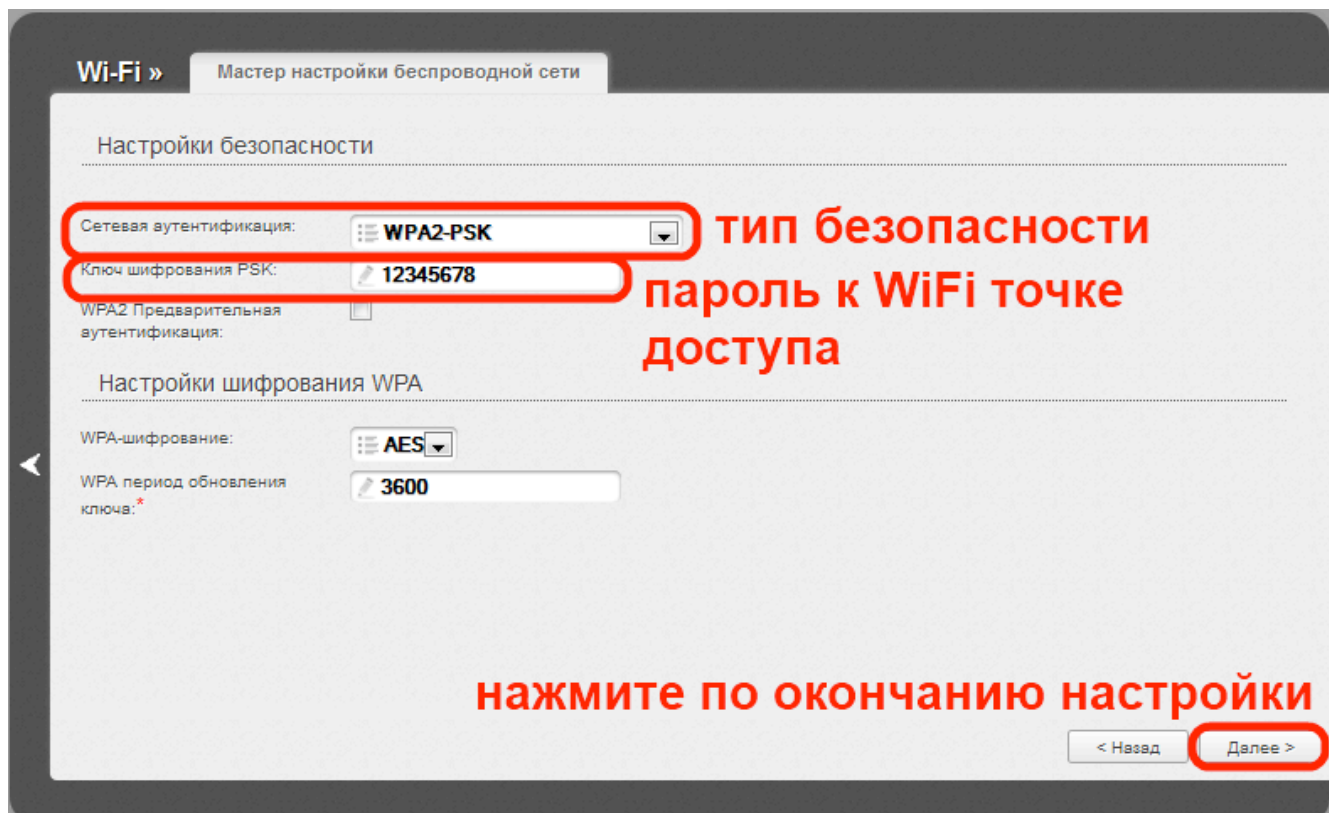 Wi-Fi » Мастер настройки беспроводной сети
Настройки безопасности
Сетевая аутентификация: WPA2-PSK тип безопасности
Ключ шифрования PSK: 12345678 пароль к WiFi точке
доступа
WPA2 Предварительная
аутентификация:
Настройки шифрования WPA
WPA-шифрование: AES
WPA период обновления
ключа:* 3600
нажмите по окончанию настройки
< Назад Далее >